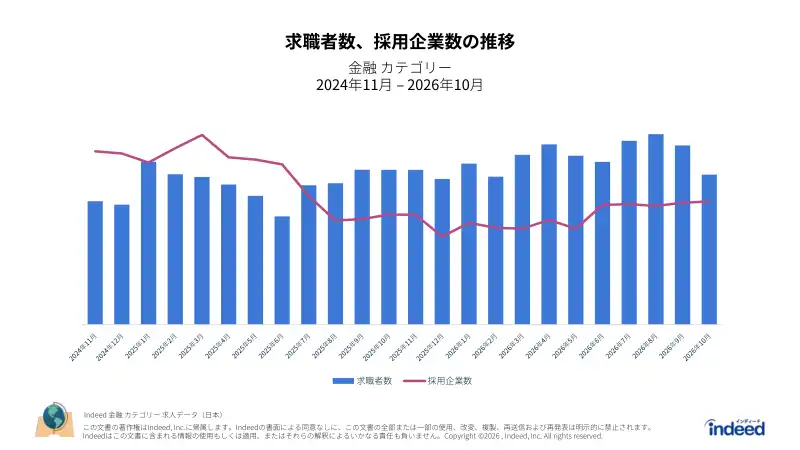 求職者数、採用企業数の推移
金融 カテゴリー
2024年11月 – 2026年10月
2024年11月
2024年12月
2025年1月
2025年2月
2025年3月
2025年4月
2025年5月
2025年6月
2025年7月
2025年8月
2025年9月
2025年10月
2025年11月
2025年12月
2026年1月
2026年2月
2026年3月
2026年4月
2026年5月
2026年6月
2026年7月
2026年8月
2026年9月
2026年10月
求職者数
採用企業数
Indeed 金融 カテゴリー 求人データ（日本）
この文書の著作権はIndeed, Inc.に帰属します。Indeedの書面による同意なしに、この文書の全部または一部の使用、改変、複製、再送信および再発表は明示的に禁止されます。
Indeedはこの文書に含まれる情報の使用もしくは適用、またはそれらの解釈によるいかなる責任も負いません。Copyright ©2026 , Indeed, Inc. All rights reserved.
インディード
indeed